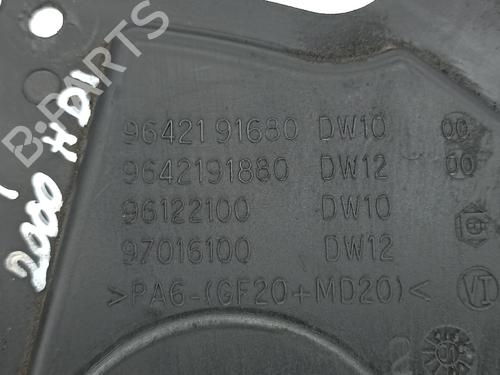 B-PARTS
2000 HDI
9642191680 DW10 00
9642191880 DW12 00
96122100 DW10
97016100 DW12
>PA6-(GF20+MD20)< VI